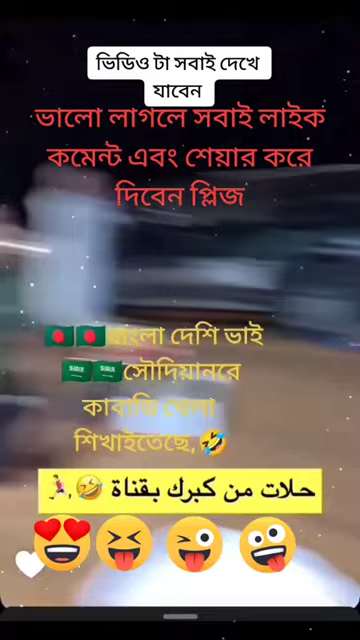 ভিডিও টা সবাই দেখে
যাবেন
ভালো লাগলে সবাই লাইক
কমেন্ট এবং শেয়ার করে
দিবেন প্লিজ
🇧🇩🇧🇩বাংলা দেশি ভাই
🇸🇦🇸🇦সৌদিয়ানরে
কাবাডি খেলা
শিখাইতেছে,🤣
حلات من كبرك بقناة 🤣,🏃